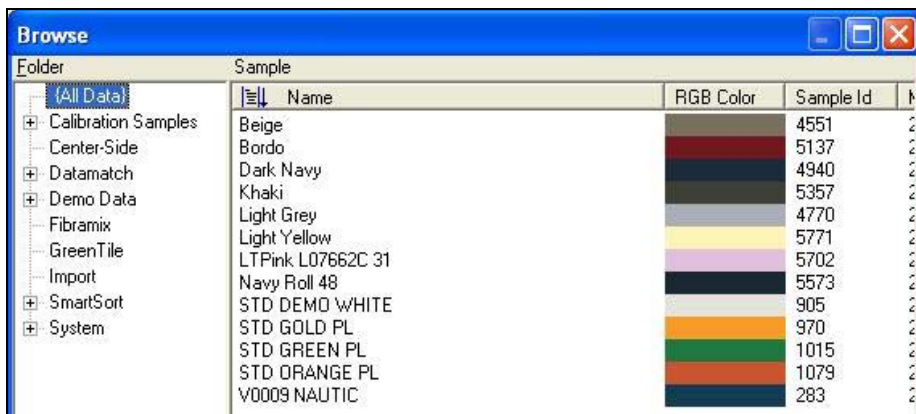 Browse
Folder Sample
{All Data} Name RGB Color Sample Id
Calibration Samples Beige 4551
Center-Side Bordo 5137
Datamatch Dark Navy 4940
Demo Data Khaki 5357
Fibramix Light Grey 4770
GreenTile Light Yellow 5771
Import LTPink L07662C 31 5702
SmartSort Navy Roll 48 5573
System STD DEMO WHITE 905
STD GOLD PL 970
STD GREEN PL 1015
STD ORANGE PL 1079
V0009 NAUTIC 283